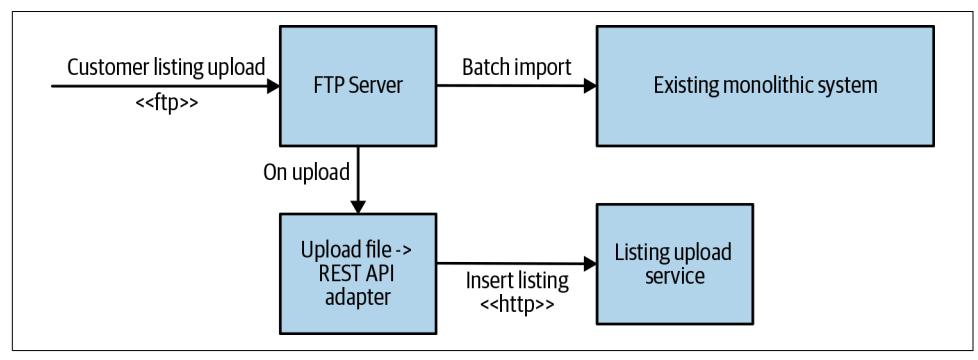 Customer listing upload
<<ftp>>
FTP Server
Batch import
Existing monolithic system
On upload
Upload file ->
REST API
adapter
Insert listing
<<http>>
Listing upload
service